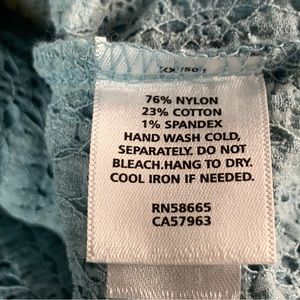 76% NYLON
23% COTTON
1% SPANDEX
HAND WASH COLD,
SEPARATELY. DO NOT
BLEACH.HANG TO DRY.
COOL IRON IF NEEDED.
RN58665
CA57963